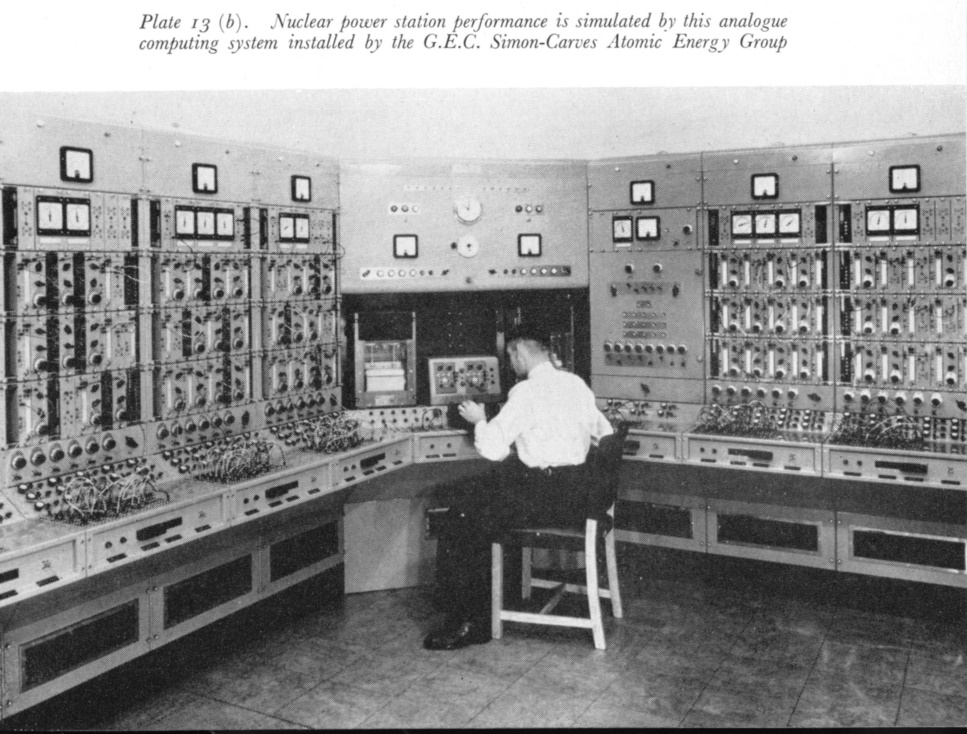 Plate 13 (b). Nuclear power station performance is simulated by this analogue
computing system installed by the G.E.C. Simon-Carves Atomic Energy Group